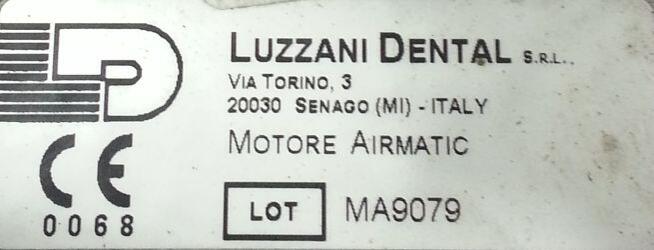 LUZZANI DENTAL S.R.L..
VIA TORINO, 3
20030 SENAGO (MI) - ITALY
MOTORE AIRMATIC
LOT MA9079
CE
0068